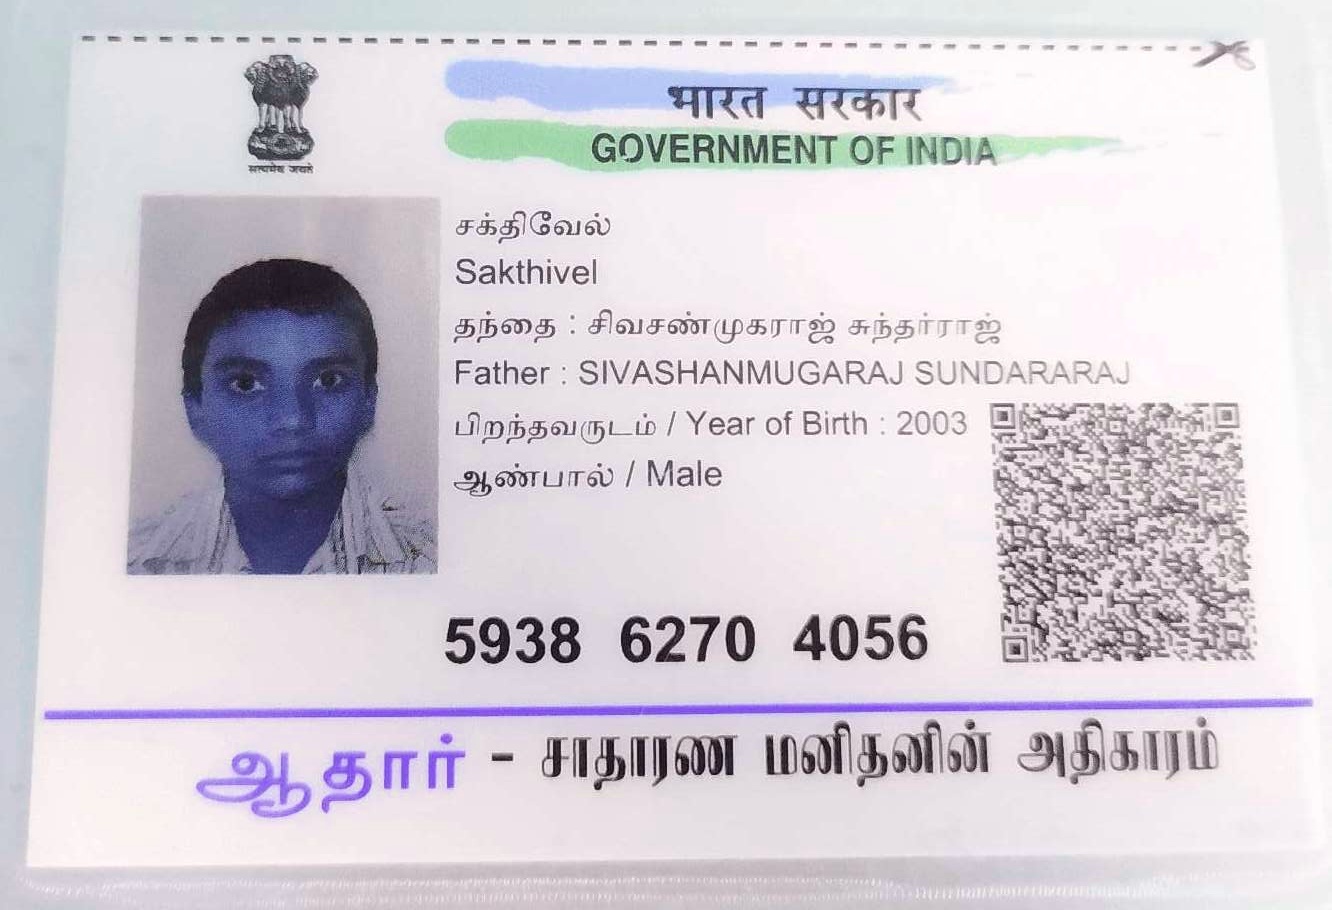 भारत सरकार
GOVERNMENT OF INDIA
सत्यमेव जयते
சக்திவேல்
Sakthivel
தந்தை : சிவசண்முகராஜ் சுந்தர்ராஜ்
Father : SIVASHANMUGARAJ SUNDARARAJ
பிறந்தவருடம் / Year of Birth : 2003
ஆண்பால் / Male
5938 6270 4056
ஆதார் - சாதாரண மனிதனின் அதிகாரம்